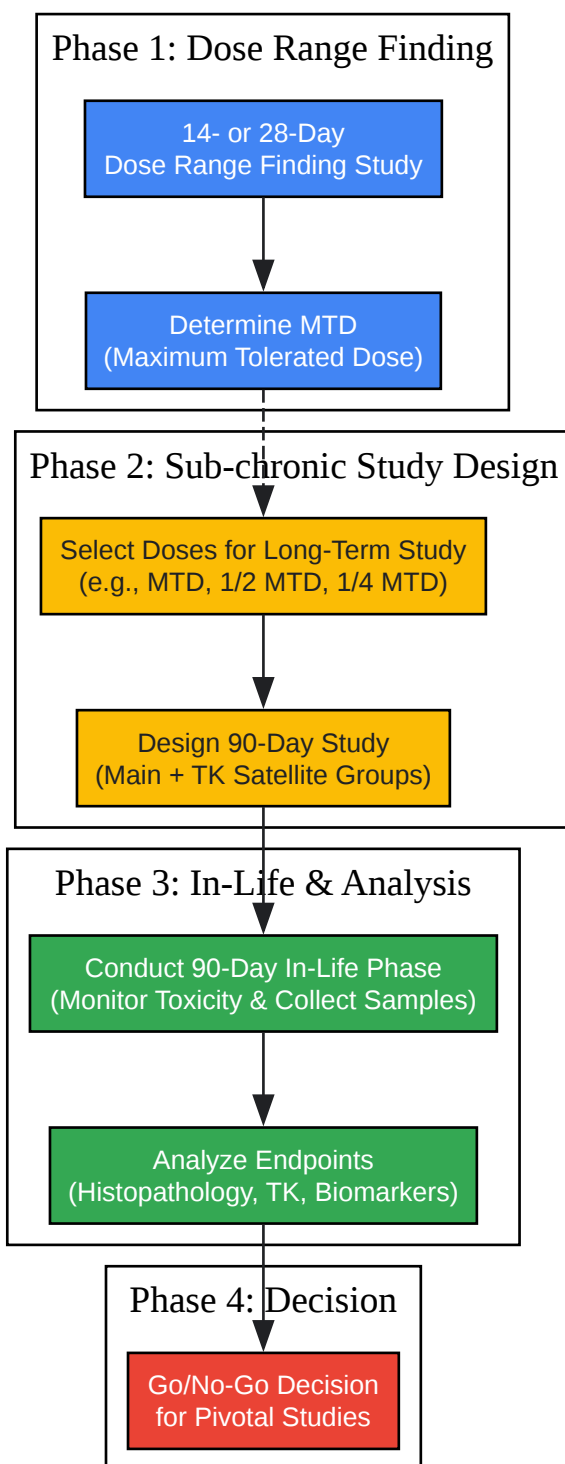 Phase 1: Dose Range Finding
14- or 28-Day
Dose Range Finding Study
Determine MTD
(Maximum Tolerated Dose)
Phase 2: Sub-chronic Study Design
Select Doses for Long-Term Study
(e.g., MTD, 1/2 MTD, 1/4 MTD)
Design 90-Day Study
(Main + TK Satellite Groups)
Phase 3: In-Life & Analysis
Conduct 90-Day In-Life Phase
(Monitor Toxicity & Collect Samples)
Analyze Endpoints
(Histopathology, TK, Biomarkers)
Phase 4: Decision
Go/No-Go Decision
for Pivotal Studies